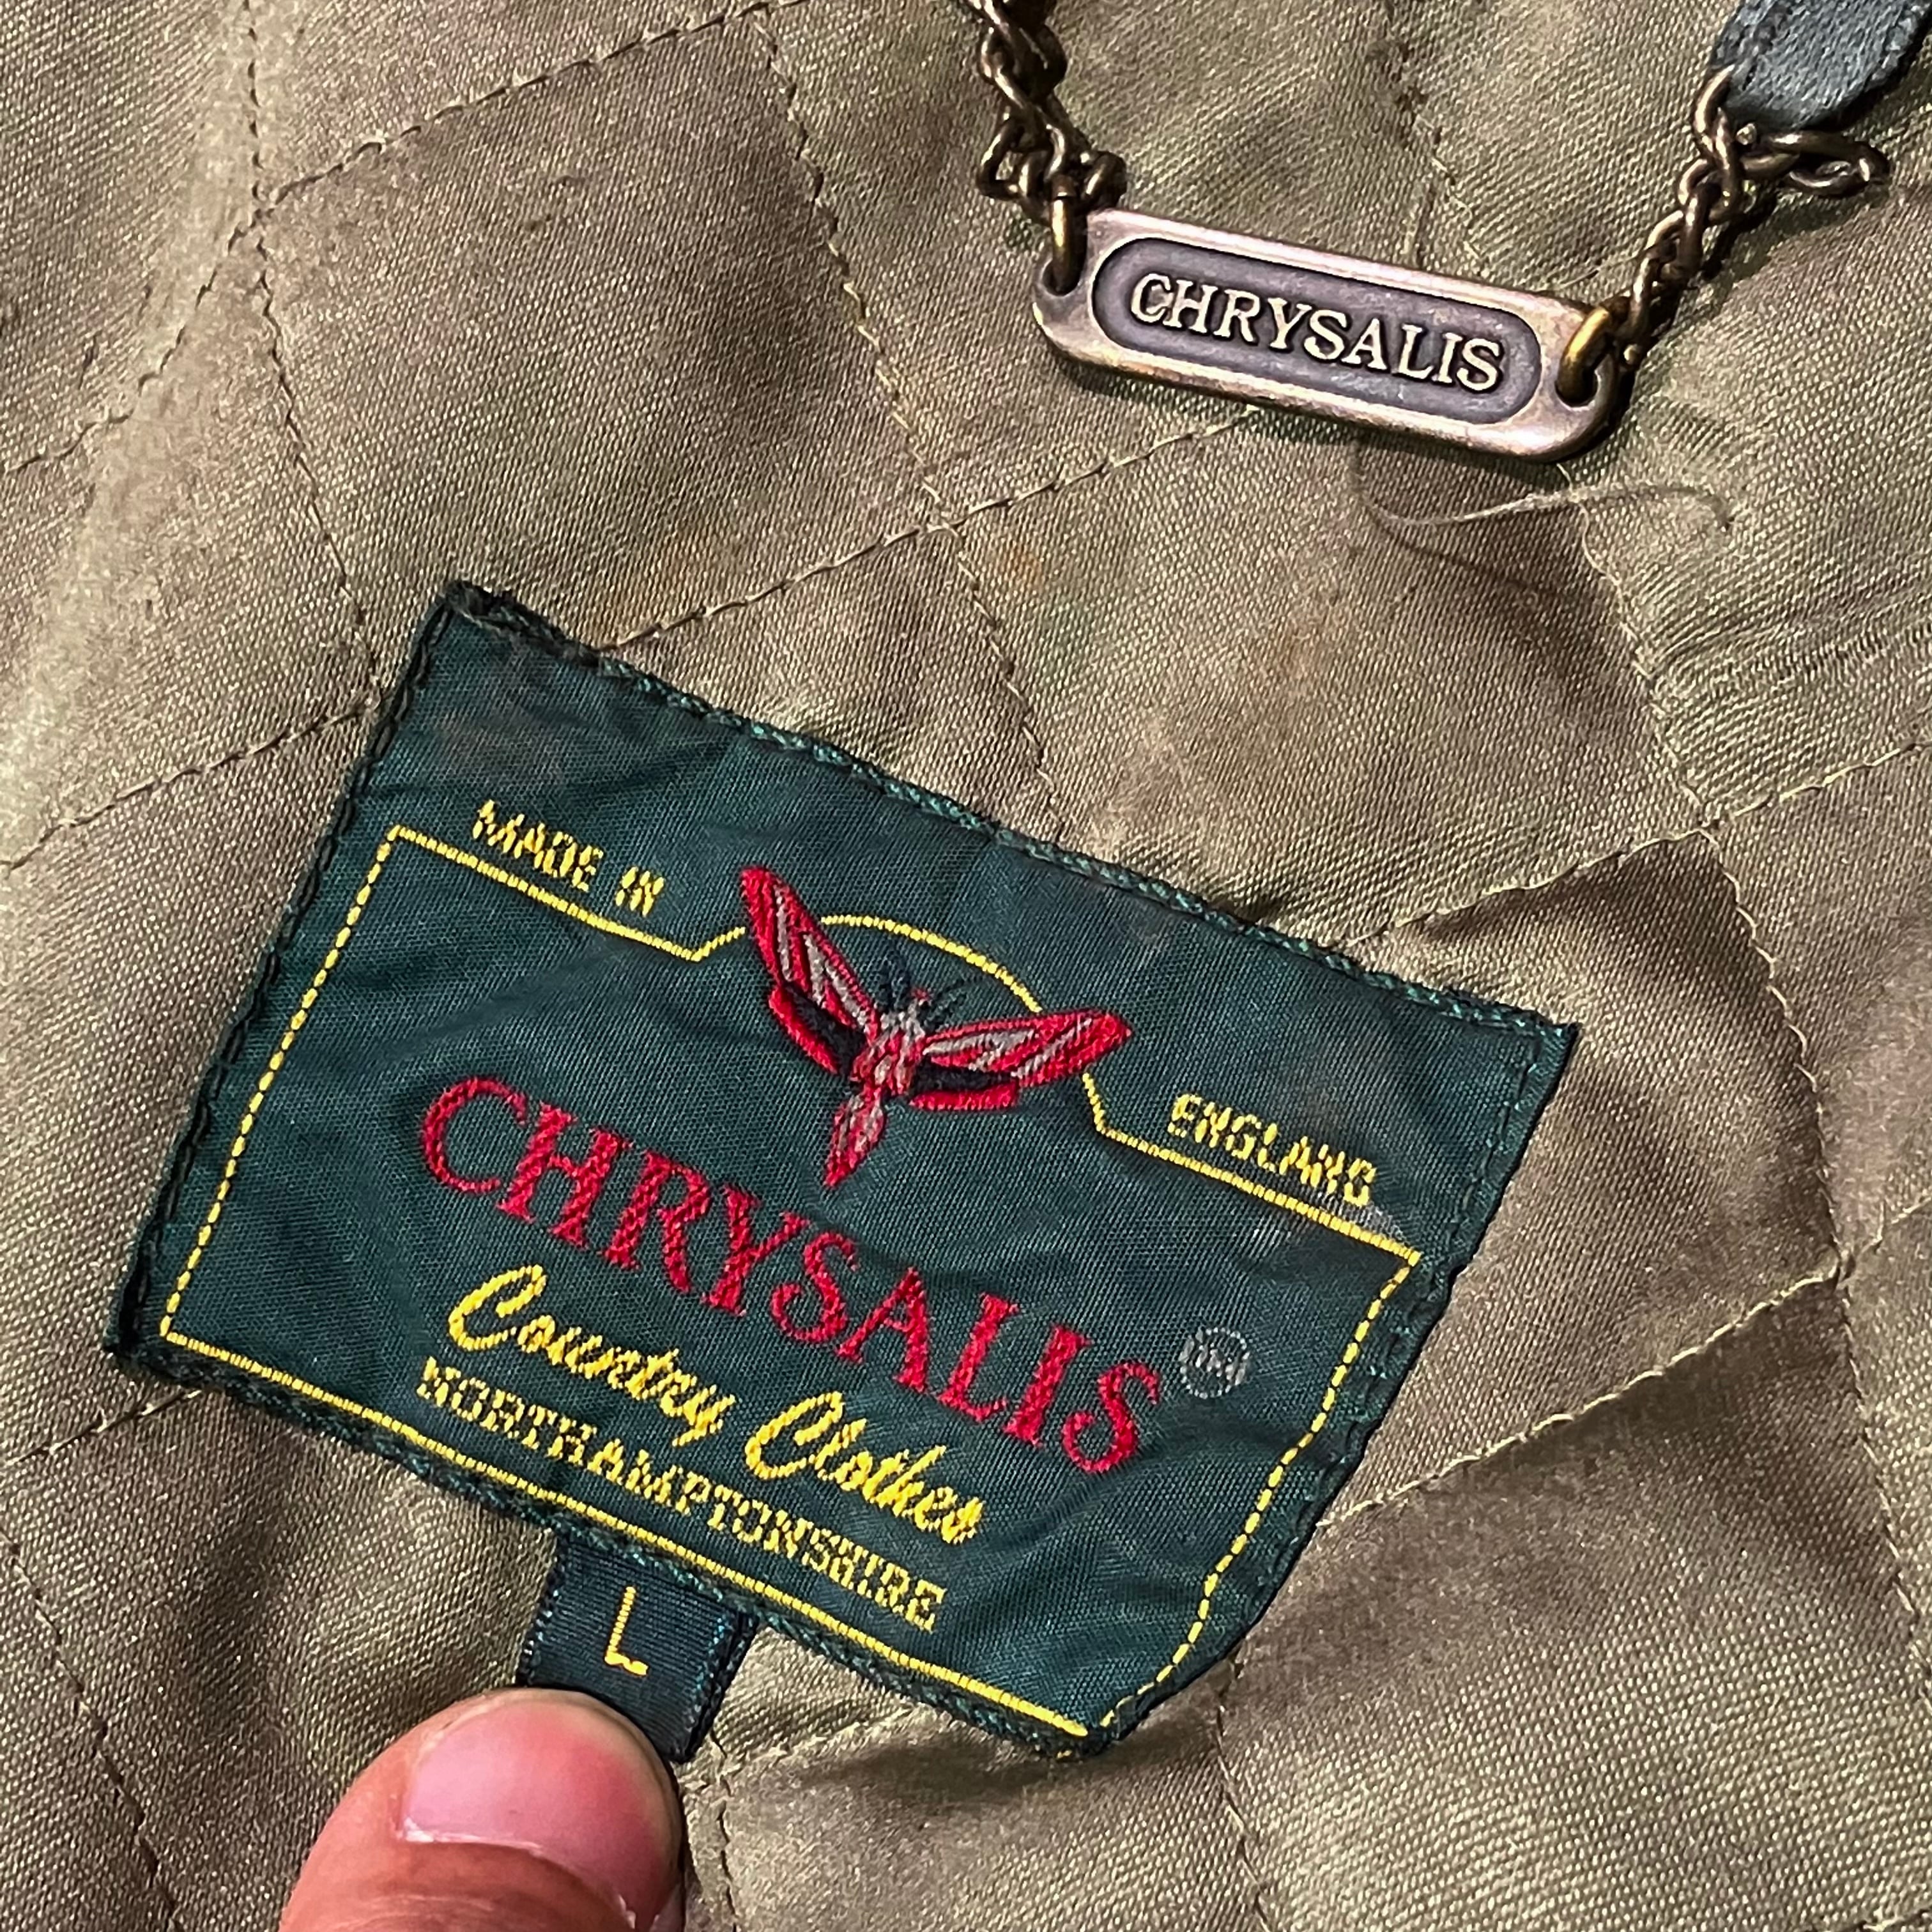 CHRYSALIS
MADE IN ENGLAND
CHRYSALIS
Country Clothes
NORTHAMPTONSHIRE
L